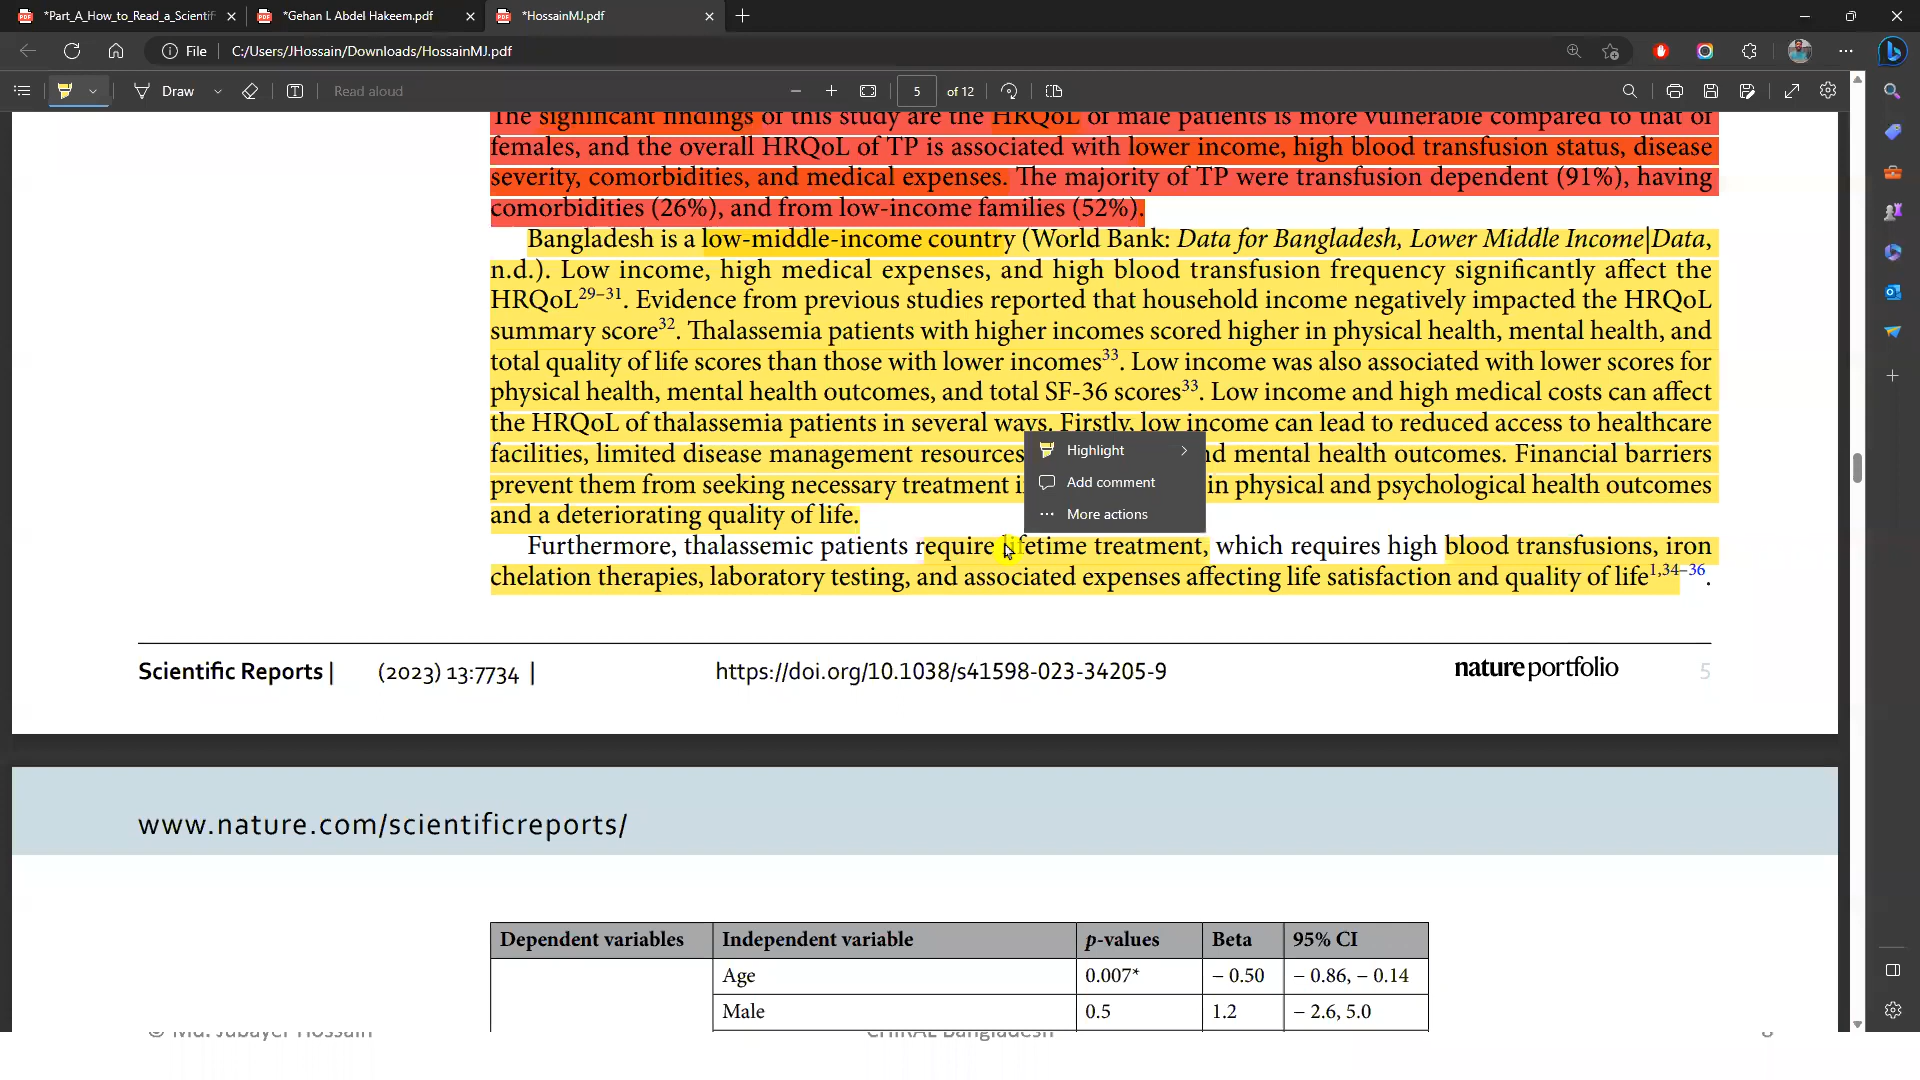 *Part_A_How_to_Read_a_Scientif
*Gehan L Abdel Hakeem.pdf
*HossainMJ.pdf
File
C:/Users/JHossain/Downloads/HossainMJ.pdf
Draw
Read aloud
5
of 12
The significant findings of this study are the HRQoL of male patients is more vulnerable compared to that of
females, and the overall HRQoL of TP is associated with lower income, high blood transfusion status, disease
severity, comorbidities, and medical expenses. The majority of TP were transfusion dependent (91%), having
comorbidities (26%), and from low-income families (52%).
Bangladesh is a low-middle-income country (World Bank: Data for Bangladesh, Lower Middle Income|Data,
n.d.). Low income, high medical expenses, and high blood transfusion frequency significantly affect the
HRQoL29–31. Evidence from previous studies reported that household income negatively impacted the HRQoL
summary score32. Thalassemia patients with higher incomes scored higher in physical health, mental health, and
total quality of life scores than those with lower incomes33. Low income was also associated with lower scores for
physical health, mental health outcomes, and total SF-36 scores33. Low income and high medical costs can affect
the HRQoL of thalassemia patients in several ways. Firstly, low income can lead to reduced access to healthcare
facilities, limited disease management resources nd mental health outcomes. Financial barriers
prevent them from seeking necessary treatment i in physical and psychological health outcomes
and a deteriorating quality of life.
Highlight
Add comment
More actions
Furthermore, thalassemic patients require lifetime treatment, which requires high blood transfusions, iron
chelation therapies, laboratory testing, and associated expenses affecting life satisfaction and quality of life1,34–36.
Scientific Reports | (2023) 13:7734 | https://doi.org/10.1038/s41598-023-34205-9 natureportfolio 5
www.nature.com/scientificreports/
Dependent variables Independent variable p-values Beta 95% CI
Age 0.007* − 0.50 − 0.86, − 0.14
Male 0.5 1.2 − 2.6, 5.0
© Md. Jubayer Hossain CHIRAL Bangladesh 8